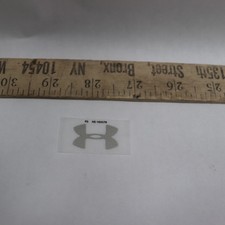 135th Street, Bronx, NY 10454 W
25 26 27 28 29 30